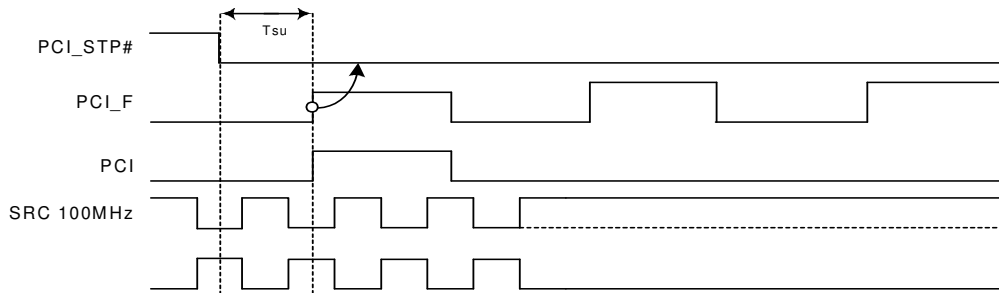 Tsu
PCI_STP#
PCI_F
PCI
SRC 100MHz